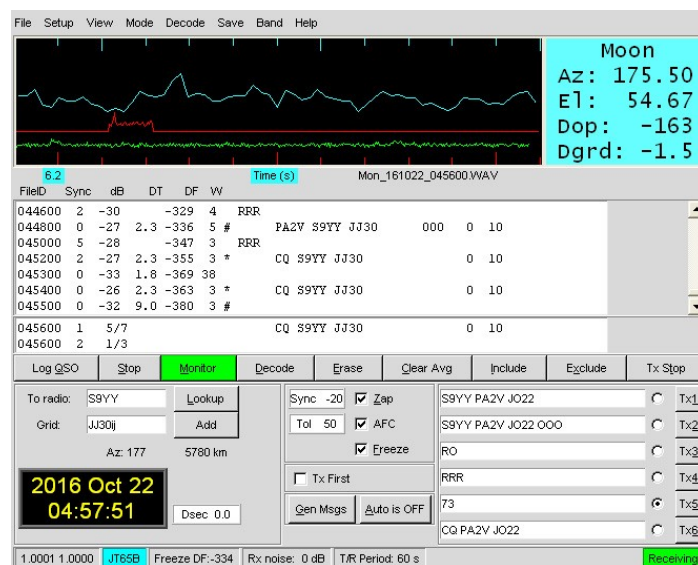 File Setup View Mode Decode Save Band Help
Moon
Az: 175.50
El: 54.67
Dop: -163
Dgrd: -1.5
6.2 Time (s) Mon_161022_045600.WAV
FileID Sync dB DT DF W
044600 2 -30 -329 4 RRR
044800 0 -27 2.3 -336 5 # PA2V S9YY JJ30 000 0 10
045000 5 -28 -347 3 RRR
045200 0 -27 2.3 -355 3 * CQ S9YY JJ30 0 10
045300 0 -33 1.8 -369 38
045400 0 -26 2.3 -363 3 * CQ S9YY JJ30 0 10
045500 0 -32 9.0 -380 3 #
045600 1 5/7 CQ S9YY JJ30 0 10
045600 2 1/3
Log QSO Stop Monitor Decode Erase Clear Avg Include Exclude Tx Stop
To radio: S9YY Lookup Sync -20 Zap S9YY PA2V JO22 Tx1
Grid: JJ30ij Add Tol 50 AFC S9YY PA2V JO22 OOO Tx2
Az: 177 5780 km Freeze RO Tx3
Tx First RRR Tx4
2016 Oct 22
04:57:51 Dsec 0.0 Gen Msgs Auto is OFF 73 Tx5
CQ PA2V JO22 Tx6
1.0001 1.0000 JT65B Freeze DF:-334 Rx noise: 0 dB T/R Period: 60 s Receiving